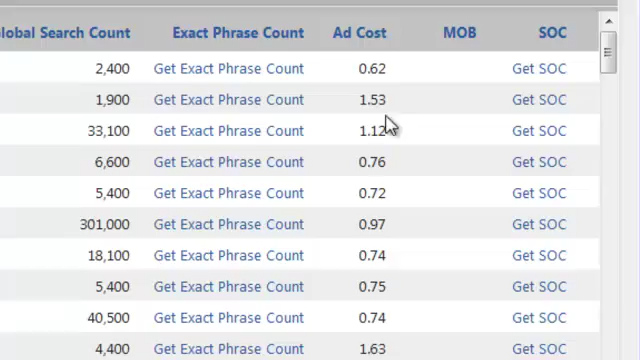 lobal Search Count Exact Phrase Count Ad Cost MOB SOC
2,400 Get Exact Phrase Count 0.62 Get SOC
1,900 Get Exact Phrase Count 1.53 Get SOC
33,100 Get Exact Phrase Count 1.12 Get SOC
6,600 Get Exact Phrase Count 0.76 Get SOC
5,400 Get Exact Phrase Count 0.72 Get SOC
301,000 Get Exact Phrase Count 0.97 Get SOC
18,100 Get Exact Phrase Count 0.74 Get SOC
5,400 Get Exact Phrase Count 0.75 Get SOC
40,500 Get Exact Phrase Count 0.74 Get SOC
4,400 Get Exact Phrase Count 1.63 Get SOC